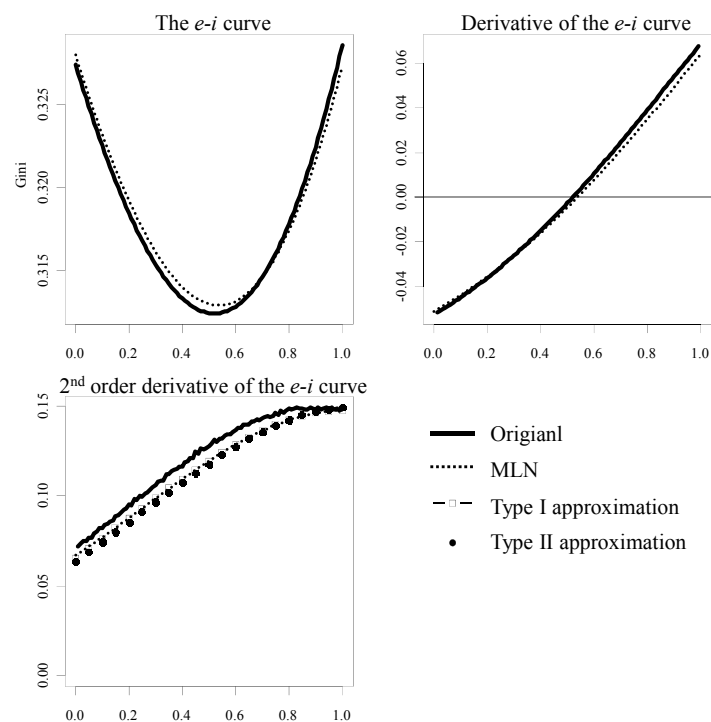 The e-i curve
Derivative of the e-i curve
Gini
0.325
0.320
0.315
0.06
0.04
0.02
0.00
-0.02
-0.04
0.0 0.2 0.4 0.6 0.8 1.0
0.0 0.2 0.4 0.6 0.8 1.0
2nd order derivative of the e-i curve
0.15
0.10
0.05
0.00
0.0 0.2 0.4 0.6 0.8 1.0
Origianl
MLN
Type I approximation
Type II approximation